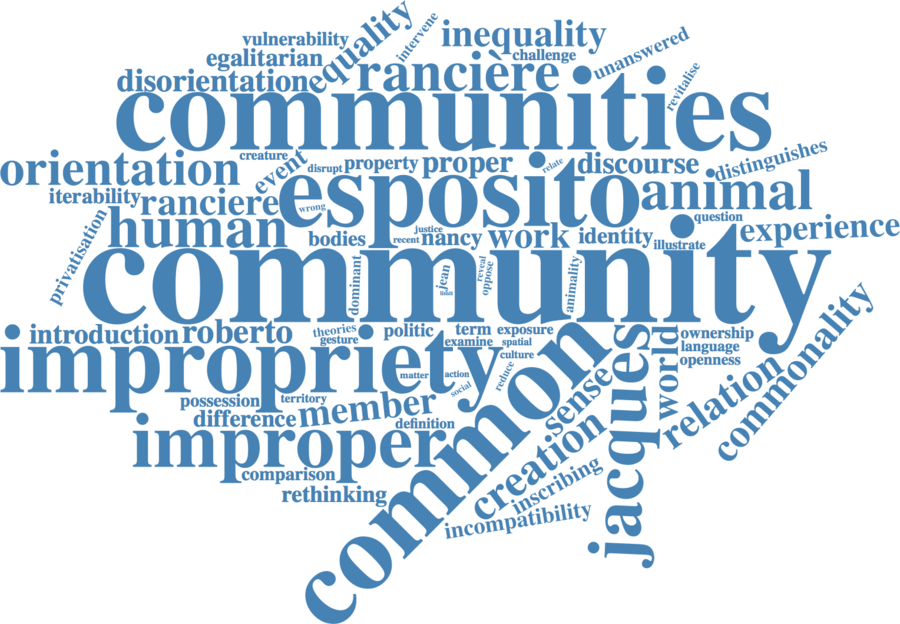 vulnerability
equality
intervene
inequality
egalitarian
challenge
unanswered
disorientatione
rancière
revitalise
communities
orientation
creature
event
disrupt
property
proper
relate
discourse
distinguishes
iterability
ranciere
wrong
esposito
animal
privatisation
human
bodies
justice
recent
nancy
work
identity
question
illustrate
experience
community
dominant
jean
reveal
oppose
animality
introduction
roberto
theories
gesture
politic
term
examine
exposure
spatial
culture
impropriety
matter
action
social
reduce
common
sense
jacques
world
ownership
language
openness
relation
commonality
possession
territory
difference
member
definition
improper
creation
inscribing
comparison
rethinking
incompatibility